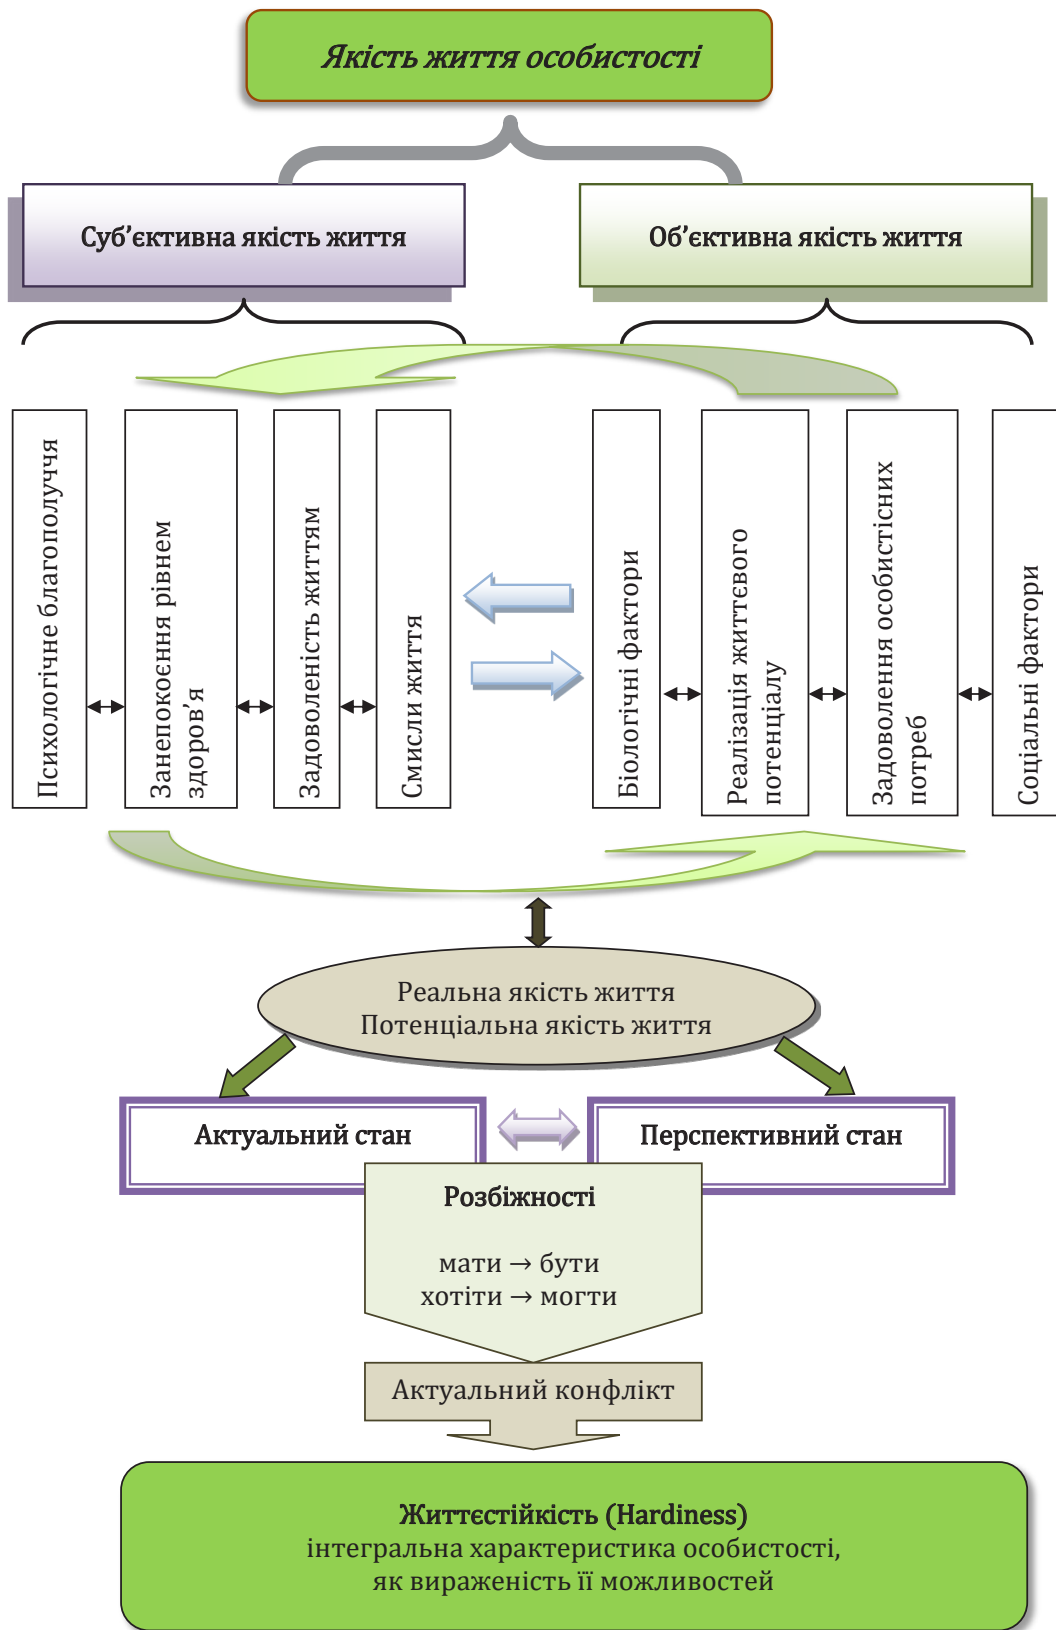 Якість життя особистості
Суб’єктивна якість життя
Об’єктивна якість життя
Психологічне благополуччя
Занепокоєння рівнем
здоров’я
Задоволеність життям
Смисли життя
Біологічні фактори
Реалізація життєвого
потенціалу
Задоволення особистісних
потреб
Соціальні фактори
Реальна якість життя
Потенціальна якість життя
Актуальний стан
Перспективний стан
Розбіжності
мати → бути
хотіти → могти
Актуальний конфлікт
Життєстійкість (Hardiness)
інтегральна характеристика особистості,
як вираженість її можливостей